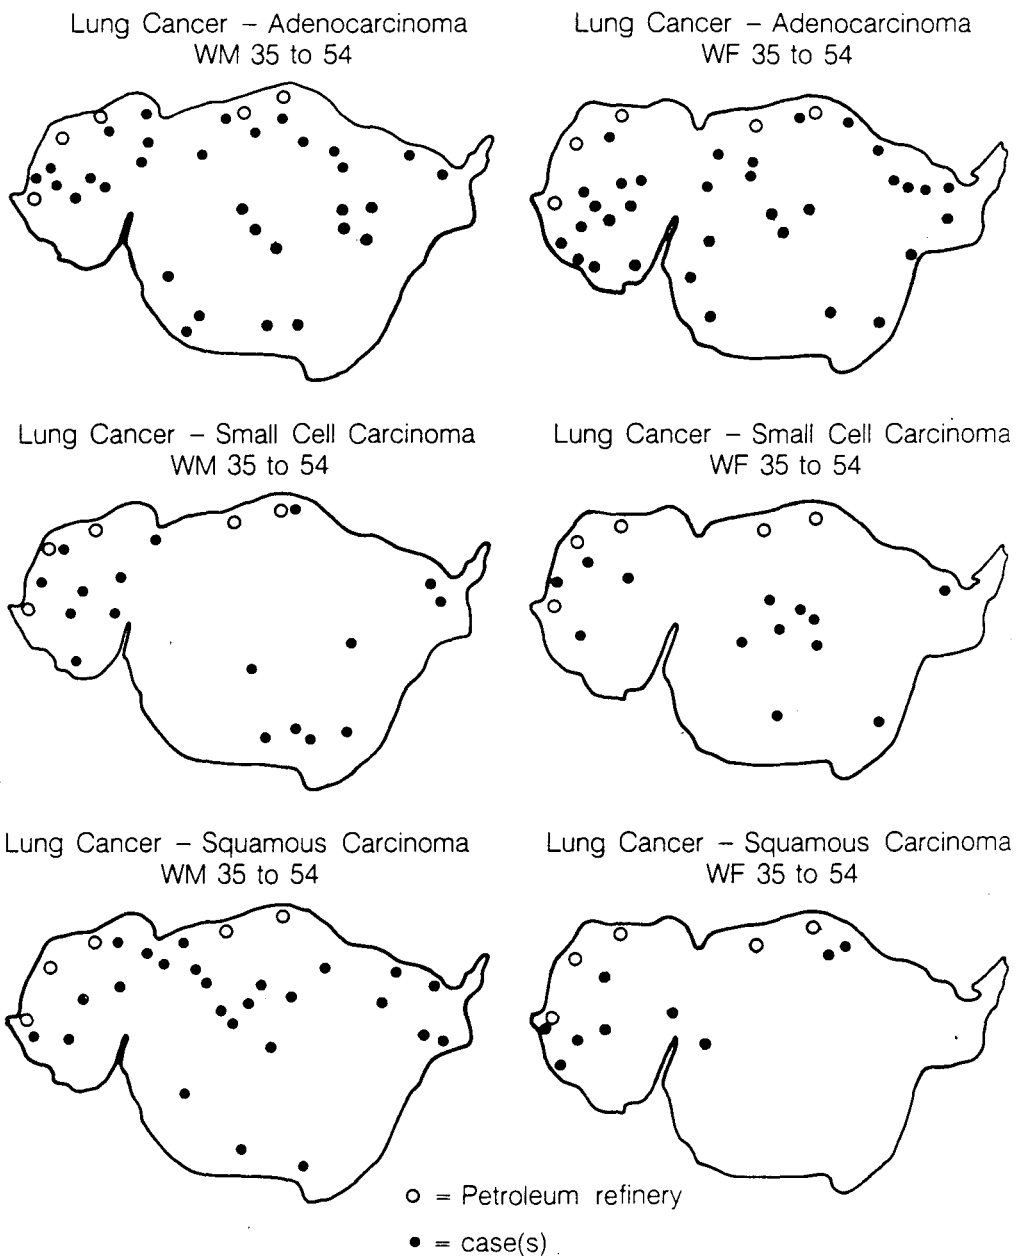 Lung Cancer – Adenocarcinoma
WM 35 to 54
Lung Cancer – Adenocarcinoma
WF 35 to 54
Lung Cancer – Small Cell Carcinoma
WM 35 to 54
Lung Cancer – Small Cell Carcinoma
WF 35 to 54
Lung Cancer – Squamous Carcinoma
WM 35 to 54
Lung Cancer – Squamous Carcinoma
WF 35 to 54
○ = Petroleum refinery
● = case(s)